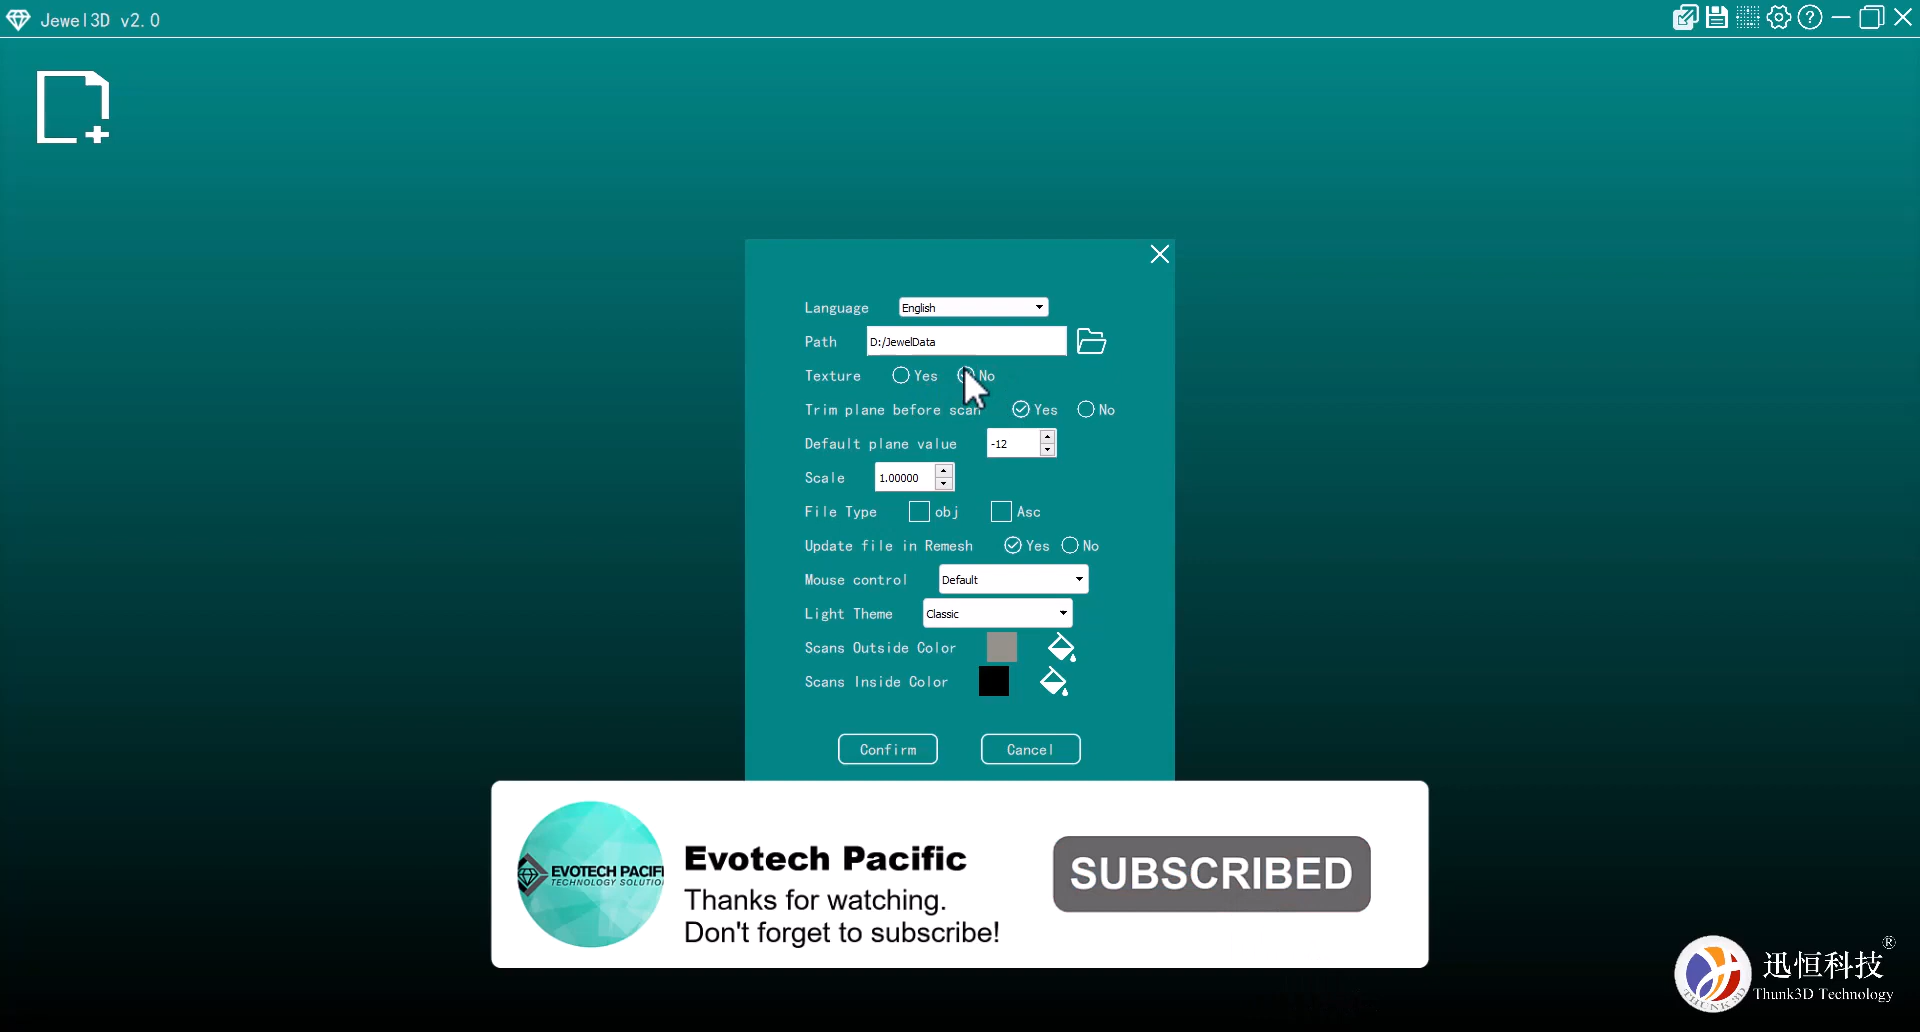 Jewel3D v2.0
Language English
Path D:/JewelData
Texture Yes No
Trim plane before scan Yes No
Default plane value -12
Scale 1.00000
File Type obj Asc
Update file in Remesh Yes No
Mouse control Default
Light Theme Classic
Scans Outside Color
Scans Inside Color
Confirm Cancel
EVOTECH PACIFI
TECHNOLOGY SOLUTIO
Evotech Pacific
Thanks for watching.
Don't forget to subscribe!
SUBSCRIBED
迅恒科技®
Thunk3D Technology
THUNK 3D